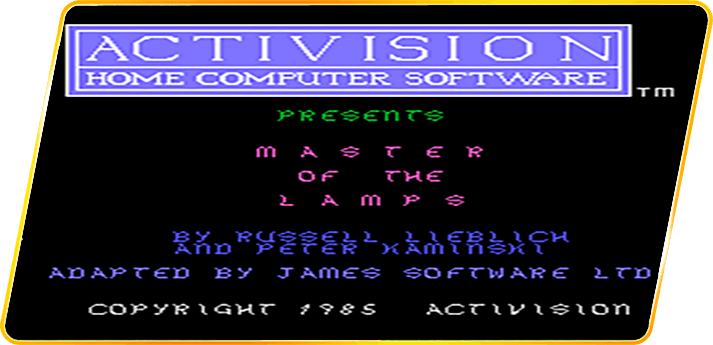 ACTIVISION
HOME COMPUTER SOFTWARE
TM
PRESENTS
MASTER
OF THE
LAMPS
BY RUSSELL LIEBLICH
AND PETER KAMINSKI
ADAPTED BY JAMES SOFTWARE LTD
COPYRIGHT 1985 ACTIVISION